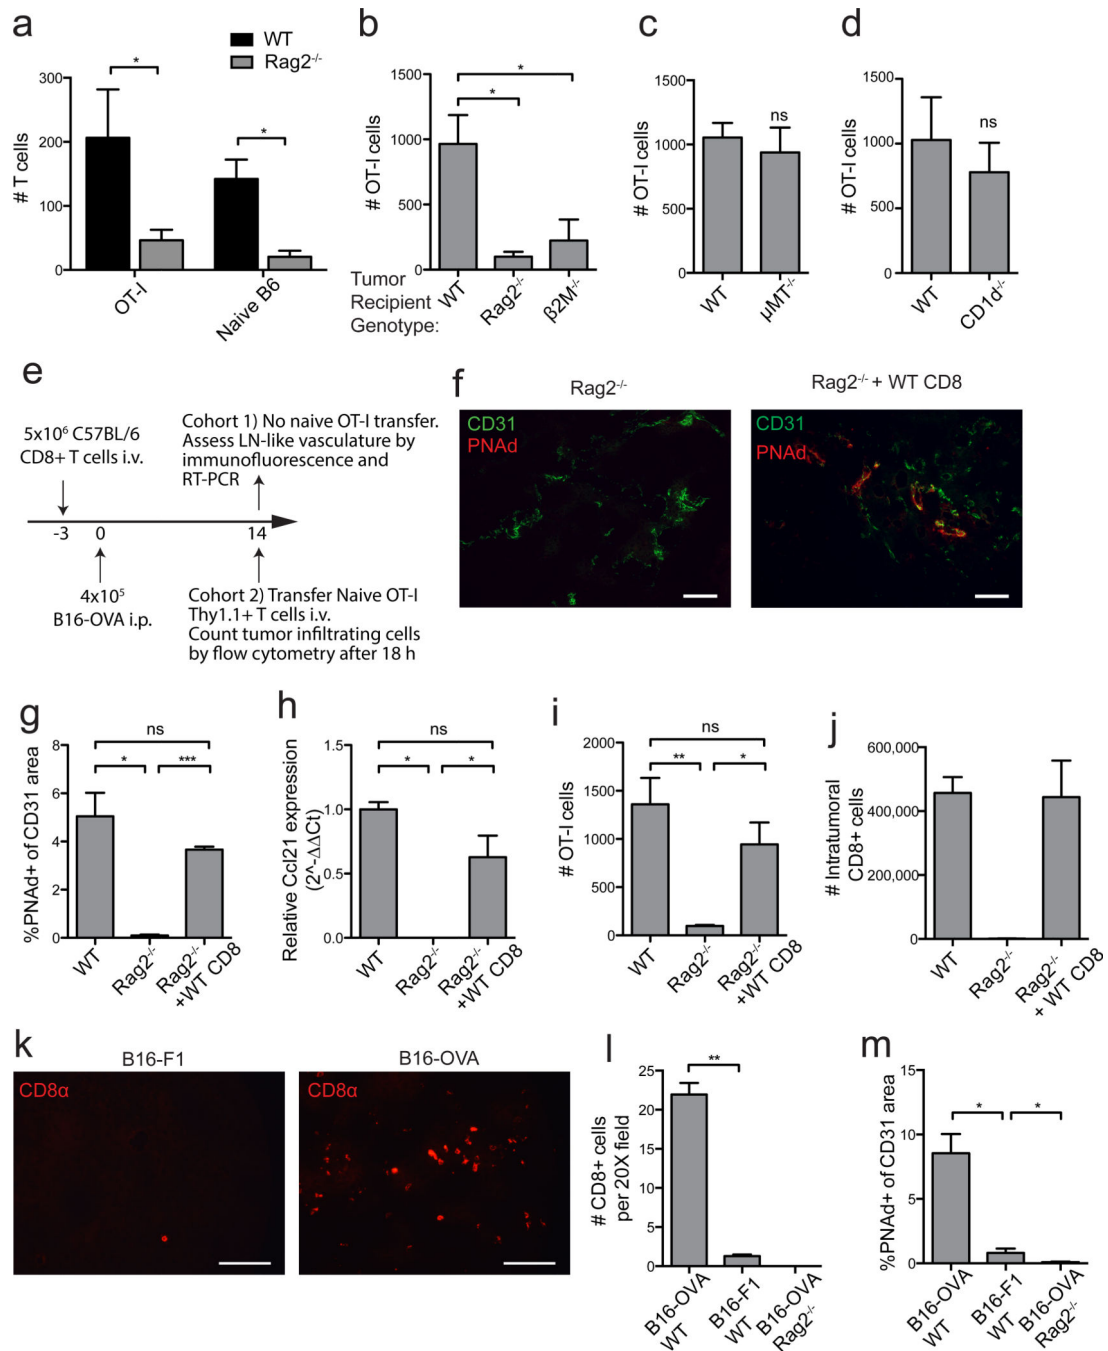 a
WT
Rag2-/-
*
*
300
200
100
0
# T cells
OT-I
Naive B6
b
*
*
1500
1000
500
0
# OT-I cells
Tumor
Recipient
Genotype:
WT
Rag2-/-
β2M-/-
c
1500
1000
500
0
# OT-I cells
ns
WT
µMT-/-
d
1500
1000
500
0
# OT-I cells
ns
WT
CD1d-/-
e
5x10⁶ C57BL/6
CD8+ T cells i.v.
-3
0
14
4x10⁵
B16-OVA i.p.
Cohort 1) No naive OT-I transfer.
Assess LN-like vasculature by
immunofluorescence and
RT-PCR
Cohort 2) Transfer Naive OT-I
Thy1.1+ T cells i.v.
Count tumor infiltrating cells
by flow cytometry after 18 h
f
Rag2-/-
CD31
PNAd
Rag2-/- + WT CD8
CD31
PNAd
g
ns
*
***
8
6
4
2
0
%PNAd+ of CD31 area
WT
Rag2-/-
Rag2-/-
+WT CD8
h
ns
*
*
1.5
1.0
0.5
0.0
Relative Ccl21 expression
(2^-ΔΔCt)
WT
Rag2-/-
Rag2-/-
+WT CD8
i
ns
**
*
2000
1500
1000
500
0
# OT-I cells
WT
Rag2-/-
Rag2-/-
+WT CD8
j
600,000
400,000
200,000
0
# Intratumoral
CD8+ cells
WT
Rag2-/-
Rag2-/-
+ WT CD8
k
B16-F1
CD8α
B16-OVA
CD8α
l
**
25
20
15
10
5
0
# CD8+ cells
per 20X field
B16-OVA
WT
B16-F1
WT
B16-OVA
Rag2-/-
m
*
*
15
10
5
0
%PNAd+ of CD31 area
B16-OVA
WT
B16-F1
WT
B16-OVA
Rag2-/-